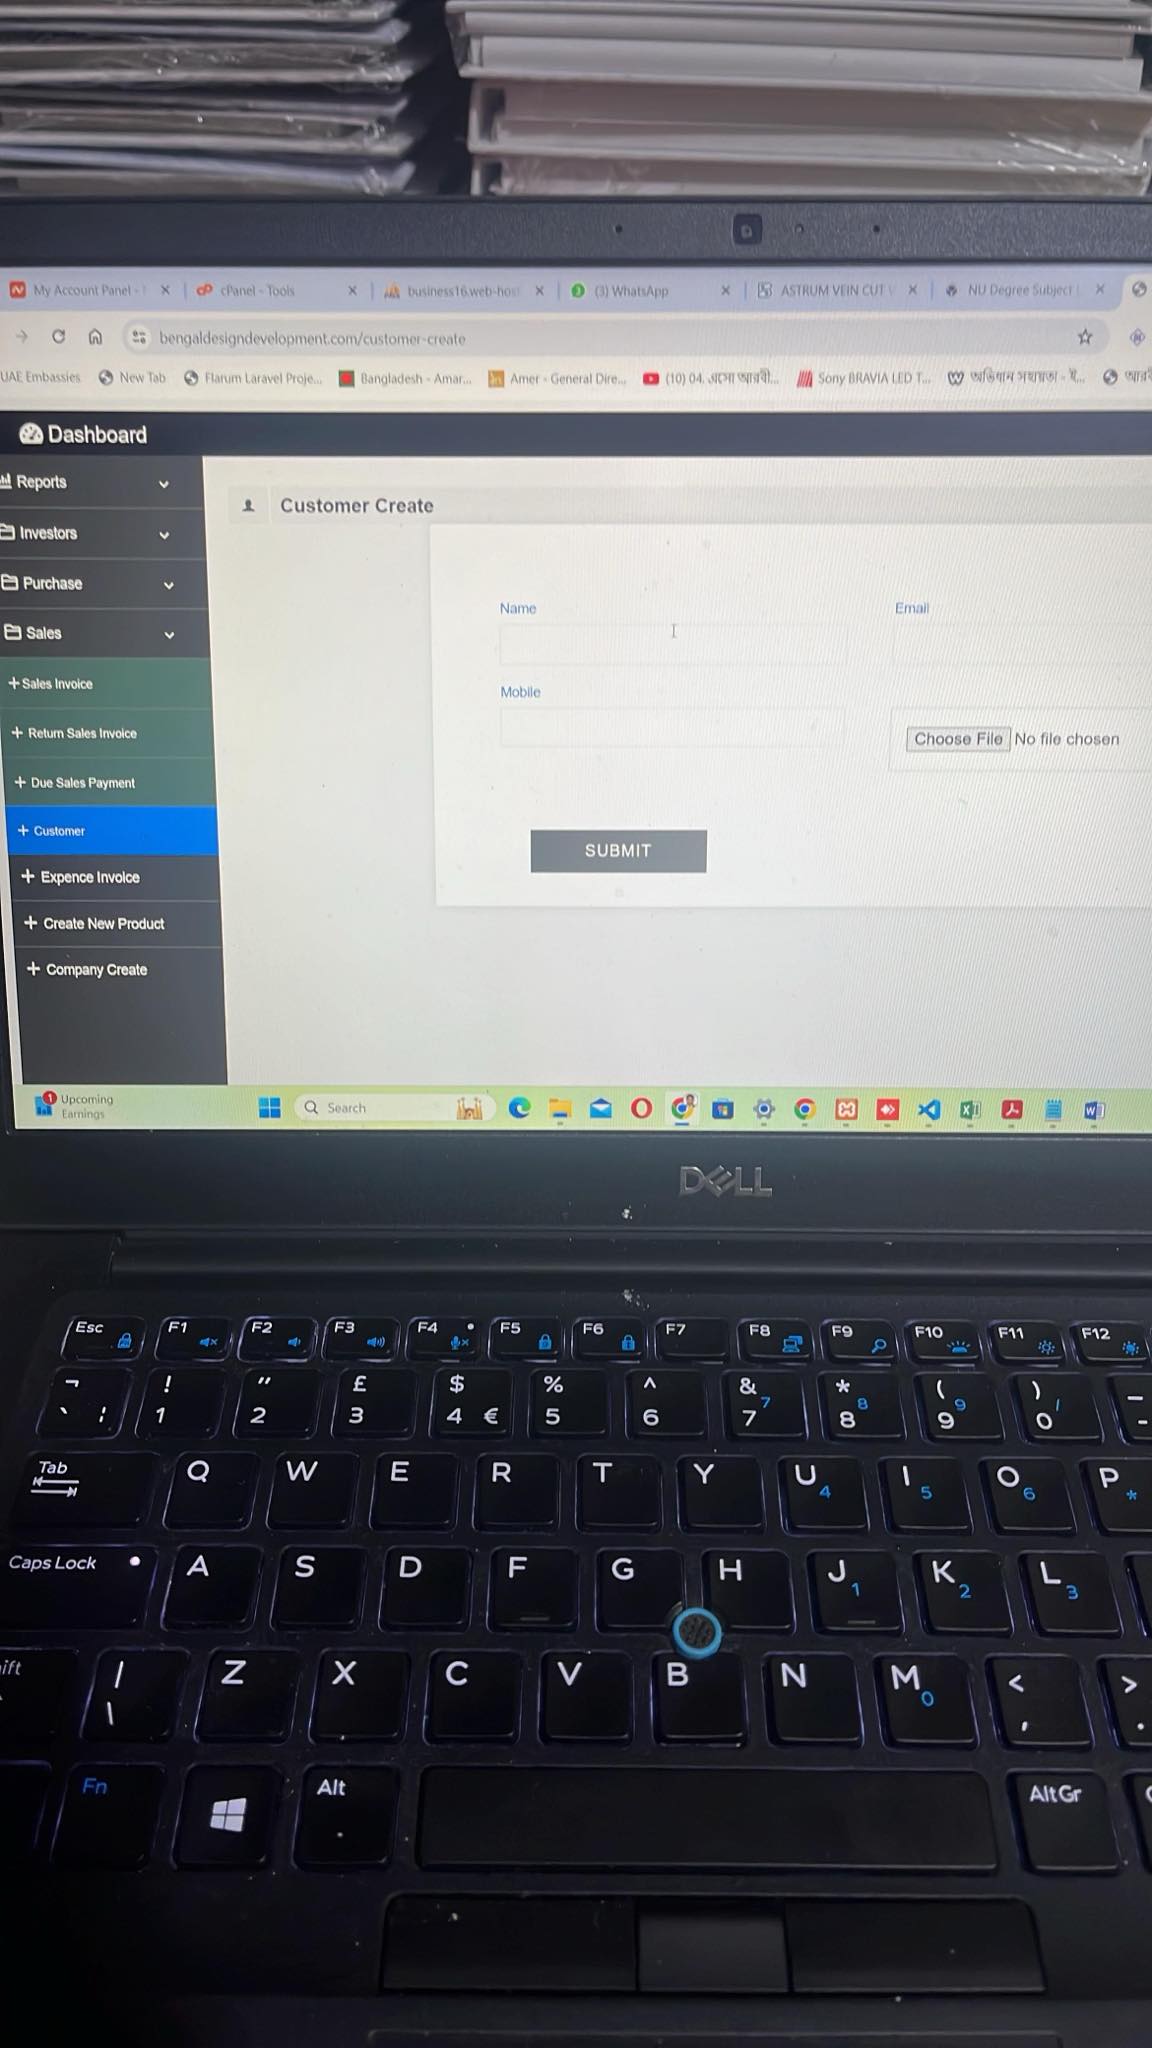 My Account Panel -
cPanel - Tools
business16.web-host
(3) WhatsApp
ASTRUM VEIN CUT
NU Degree Subject
bengaldesigndevelopment.com/customer-create
UAE Embassies
New Tab
Flarum Laravel Proje...
Bangladesh - Amar...
Amer - General Dire...
(10) 04. এসো আরবী...
Sony BRAVIA LED T...
অভিধান সহায়তা - ই...
Dashboard
Reports
Investors
Purchase
Sales
+ Sales Invoice
+ Return Sales Invoice
+ Due Sales Payment
+ Customer
+ Expence Invoice
+ Create New Product
+ Company Create
Customer Create
Name
Email
Mobile
Choose File No file chosen
SUBMIT
1
Upcoming
Earnings
Search
DELL
Esc F1 F2 F3 F4 F5 F6 F7 F8 F9 F10 F11 F12
¬ ! " £ $ % ^ & * ( ) _
` ¦ 1 2 3 4 € 5 6 7 7 8 8 9 9 0 / -
Tab Q W E R T Y U 4 I 5 O 6 P *
Caps Lock A S D F G H J 1 K 2 L 3
ift | \ Z X C V B N M 0 < , > .
Fn Alt Alt Gr